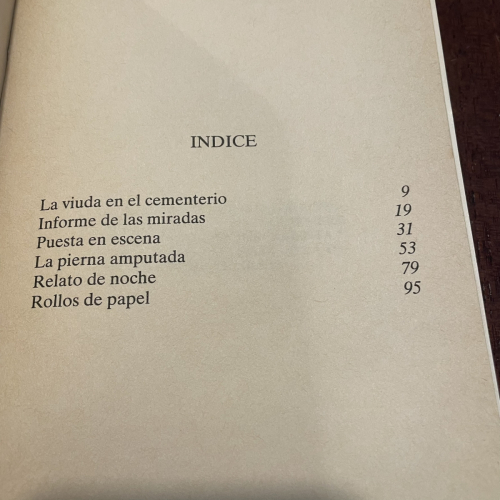 INDICE
La viuda en el cementerio 9
Informe de las miradas 19
Puesta en escena 31
La pierna amputada 53
Relato de noche 79
Rollos de papel 95